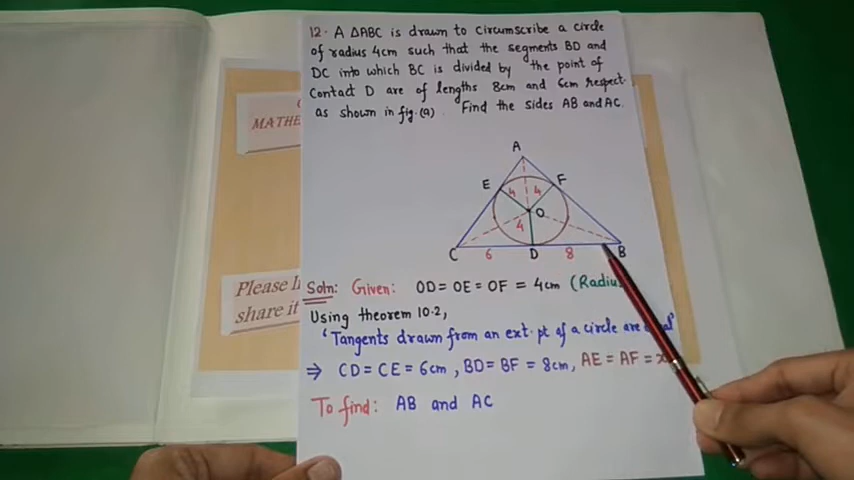 12. A ΔABC is drawn to circumscribe a circle
of radius 4cm such that the segments BD and
DC into which BC is divided by the point of
Contact D are of lengths 8cm and 6cm respect.
as shown in fig.(9). Find the sides AB and AC.
MATHE
A
E
F
4
4
O
4
C
6
D
8
B
Please
share it
Soln: Given: OD = OE = OF = 4cm (Radius
Using theorem 10.2,
'Tangents drawn from an ext. pt of a circle are
⇒ CD = CE = 6cm, BD = BF = 8cm, AE = AF = x
To find: AB and AC